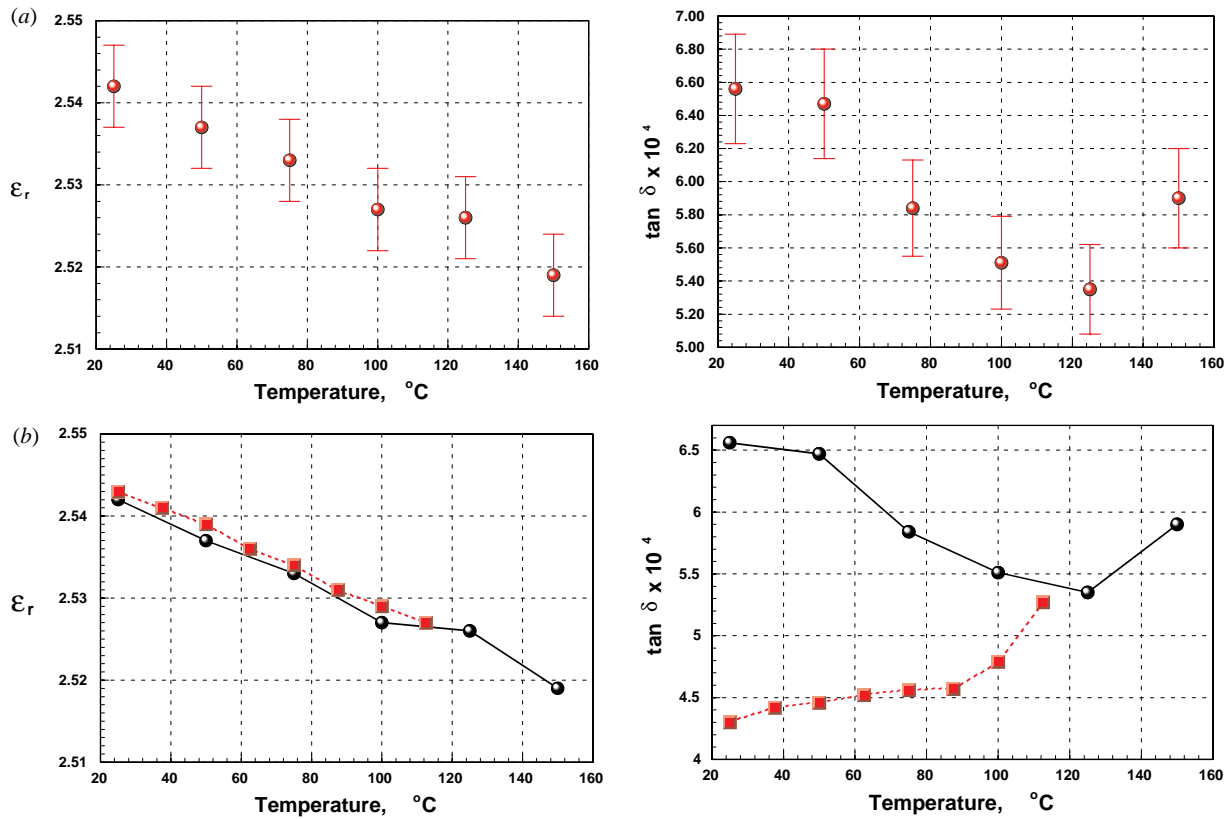 (a)
2.55
2.54
2.53
2.52
2.51
εr
20 40 60 80 100 120 140 160
Temperature, °C
7.00
6.80
6.60
6.40
6.20
6.00
5.80
5.60
5.40
5.20
5.00
tan δ x 10⁴
20 40 60 80 100 120 140 160
Temperature, °C
(b)
2.55
2.54
2.53
2.52
2.51
εr
20 40 60 80 100 120 140 160
Temperature, °C
6.5
6
5.5
5
4.5
4
tan δ x 10⁴
20 40 60 80 100 120 140 160
Temperature, °C